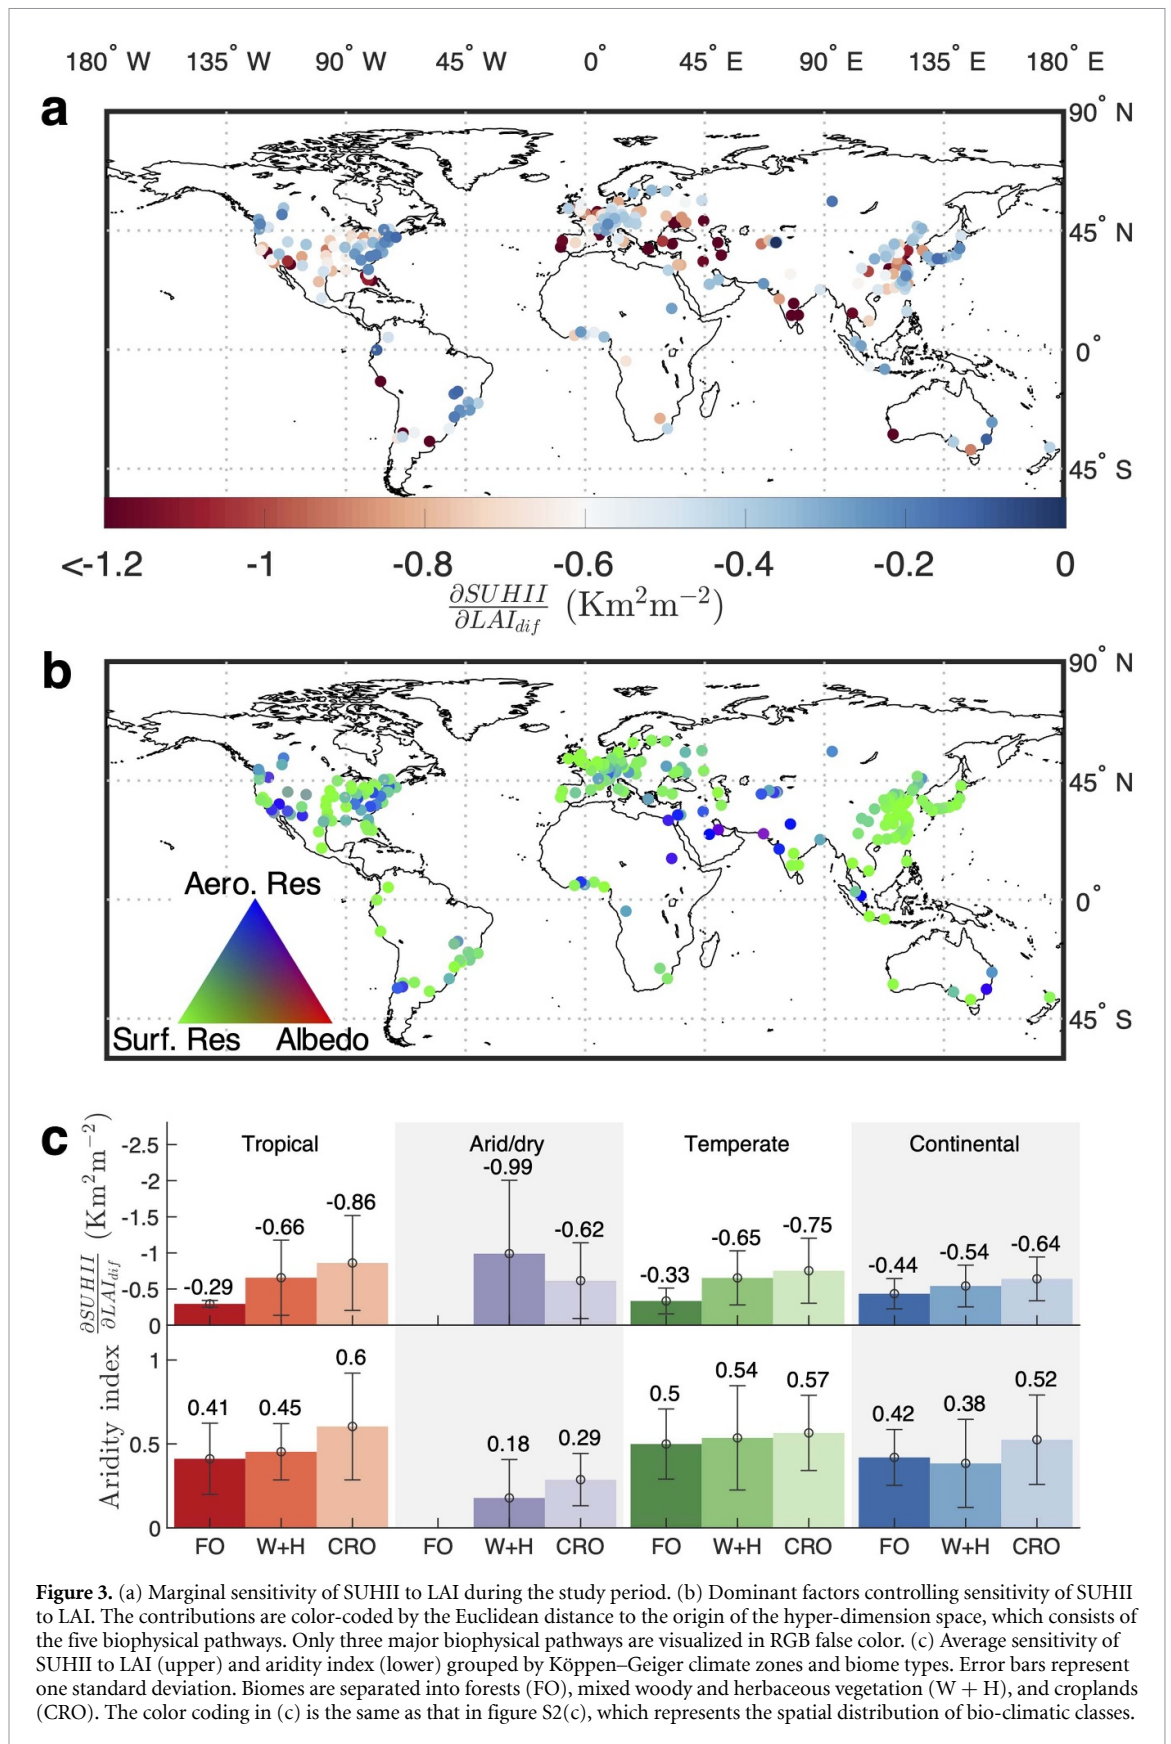 180° W 135° W 90° W 45° W 0° 45° E 90° E 135° E 180° E
a
90° N
45° N
0°
45° S
<-1.2 -1 -0.8 -0.6 -0.4 -0.2 0
∂SUHII/∂LAI_dif (Km²m⁻²)
b
90° N
45° N
0°
45° S
Aero. Res
Surf. Res Albedo
c
Tropical Arid/dry Temperate Continental
∂SUHII/∂LAI_dif (Km²m⁻²)
-2.5
-2
-1.5
-1
-0.5
0
-0.29 -0.66 -0.86 -0.99 -0.62 -0.33 -0.65 -0.75 -0.44 -0.54 -0.64
Aridity index
1
0.5
0
0.41 0.45 0.6 0.18 0.29 0.5 0.54 0.57 0.42 0.38 0.52
FO W+H CRO FO W+H CRO FO W+H CRO FO W+H CRO
Figure 3. (a) Marginal sensitivity of SUHII to LAI during the study period. (b) Dominant factors controlling sensitivity of SUHII
to LAI. The contributions are color-coded by the Euclidean distance to the origin of the hyper-dimension space, which consists of
the five biophysical pathways. Only three major biophysical pathways are visualized in RGB false color. (c) Average sensitivity of
SUHII to LAI (upper) and aridity index (lower) grouped by Köppen–Geiger climate zones and biome types. Error bars represent
one standard deviation. Biomes are separated into forests (FO), mixed woody and herbaceous vegetation (W + H), and croplands
(CRO). The color coding in (c) is the same as that in figure S2(c), which represents the spatial distribution of bio-climatic classes.